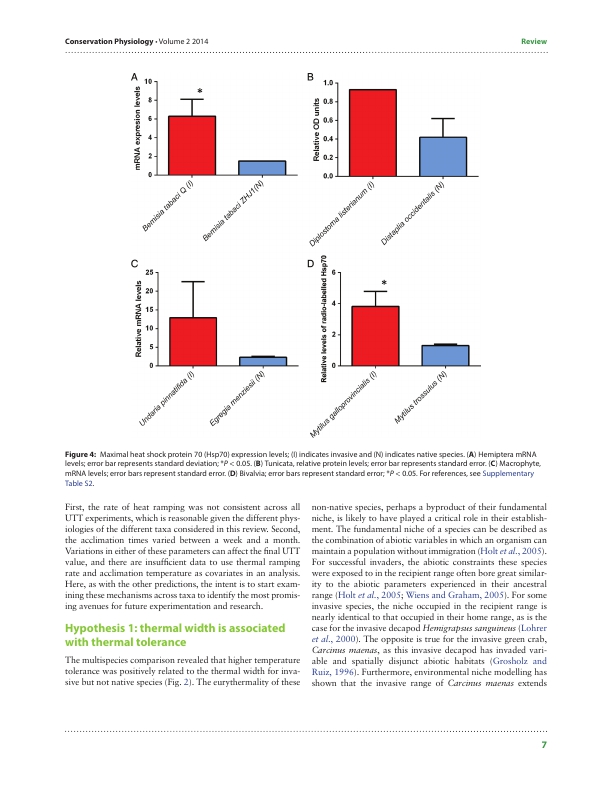 Conservation Physiology • Volume 2 2014
Review
A
10
8
6
4
2
0
mRNA expresion levels
*
Bemisia tabaci Q (I)
Bemisia tabaci ZHJ1(N)
B
1.0
0.8
0.6
0.4
0.2
0.0
Relative OD units
Diplostoma listerianum (I)
Distaplia occidentalis (N)
C
25
20
15
10
5
0
Relative mRNA levels
Undaria pinnatifida (I)
Egregia menziesii (N)
D
6
4
2
0
Relative levels of radio-labelled Hsp70
*
Mytilus galloprovincialis (I)
Mytilus trossulus (N)
Figure 4: Maximal heat shock protein 70 (Hsp70) expression levels; (I) indicates invasive and (N) indicates native species. (A) Hemiptera mRNA
levels; error bar represents standard deviation; *P < 0.05. (B) Tunicata, relative protein levels; error bar represents standard error. (C) Macrophyte,
mRNA levels; error bars represent standard error. (D) Bivalvia; error bars represent standard error; *P < 0.05. For references, see Supplementary
Table S2.
First, the rate of heat ramping was not consistent across all
UTT experiments, which is reasonable given the different phys-
iologies of the different taxa considered in this review. Second,
the acclimation times varied between a week and a month.
Variations in either of these parameters can affect the final UTT
value, and there are insufficient data to use thermal ramping
rate and acclimation temperature as covariates in an analysis.
Here, as with the other predictions, the intent is to start exam-
ining these mechanisms across taxa to identify the most promis-
ing avenues for future experimentation and research.
Hypothesis 1: thermal width is associated
with thermal tolerance
The multispecies comparison revealed that higher temperature
tolerance was positively related to the thermal width for inva-
sive but not native species (Fig. 2). The eurythermality of these
non-native species, perhaps a byproduct of their fundamental
niche, is likely to have played a critical role in their establish-
ment. The fundamental niche of a species can be described as
the combination of abiotic variables in which an organism can
maintain a population without immigration (Holt et al., 2005).
For successful invaders, the abiotic constraints these species
were exposed to in the recipient range often bore great similar-
ity to the abiotic parameters experienced in their ancestral
range (Holt et al., 2005; Wiens and Graham, 2005). For some
invasive species, the niche occupied in the recipient range is
nearly identical to that occupied in their home range, as is the
case for the invasive decapod Hemigrapsus sanguineus (Lohrer
et al., 2000). The opposite is true for the invasive green crab,
Carcinus maenas, as this invasive decapod has invaded vari-
able and spatially disjunct abiotic habitats (Grosholz and
Ruiz, 1996). Furthermore, environmental niche modelling has
shown that the invasive range of Carcinus maenas extends
7